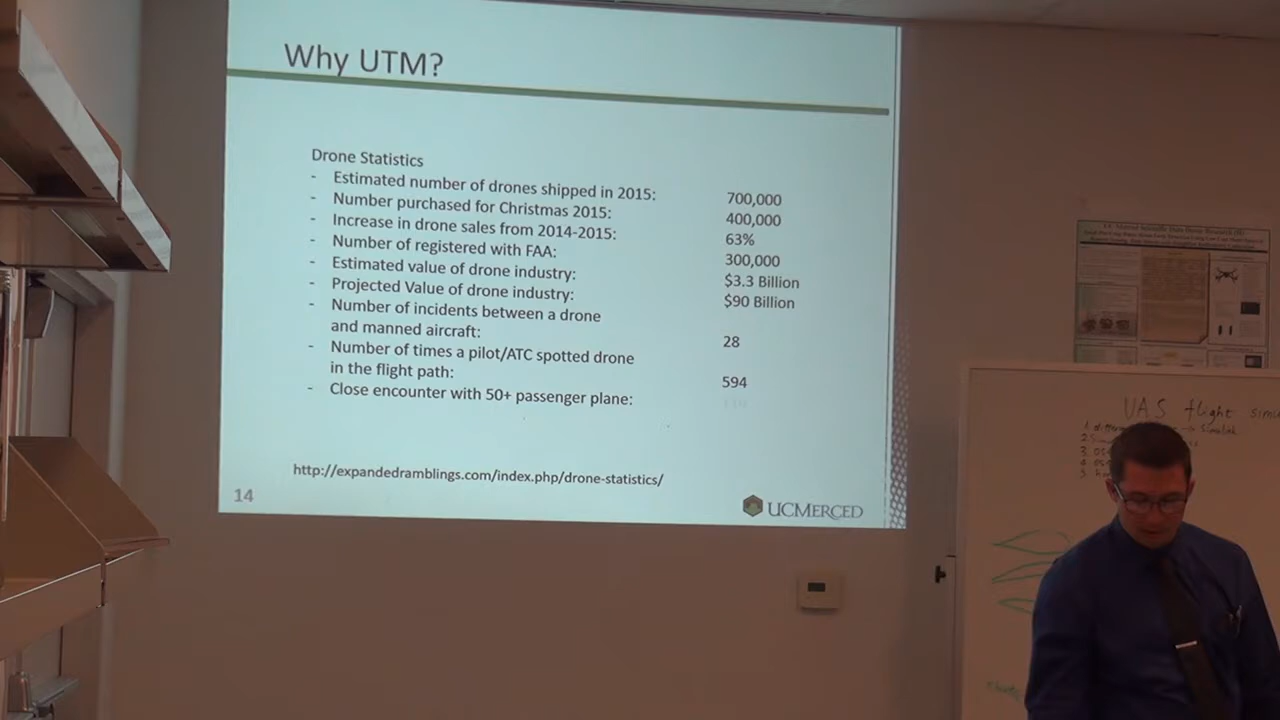 Why UTM?
Drone Statistics
- Estimated number of drones shipped in 2015: 700,000
- Number purchased for Christmas 2015: 400,000
- Increase in drone sales from 2014-2015: 63%
- Number of registered with FAA: 300,000
- Estimated value of drone industry: $3.3 Billion
- Projected Value of drone industry: $90 Billion
- Number of incidents between a drone
and manned aircraft: 28
- Number of times a pilot/ATC spotted drone
in the flight path: 594
- Close encounter with 50+ passenger plane:
http://expandedramblings.com/index.php/drone-statistics/
14
UCMERCED
UAS flight